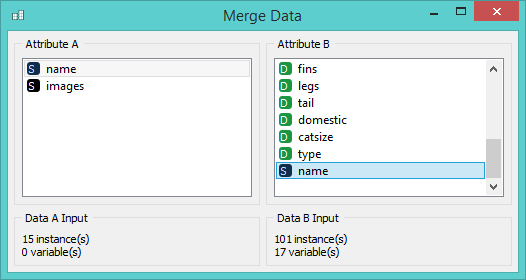 Merge Data
Attribute A
S name
S images
Attribute B
D fins
D legs
D tail
D domestic
D catsize
D type
S name
Data A Input
15 instance(s)
0 variable(s)
Data B Input
101 instance(s)
17 variable(s)